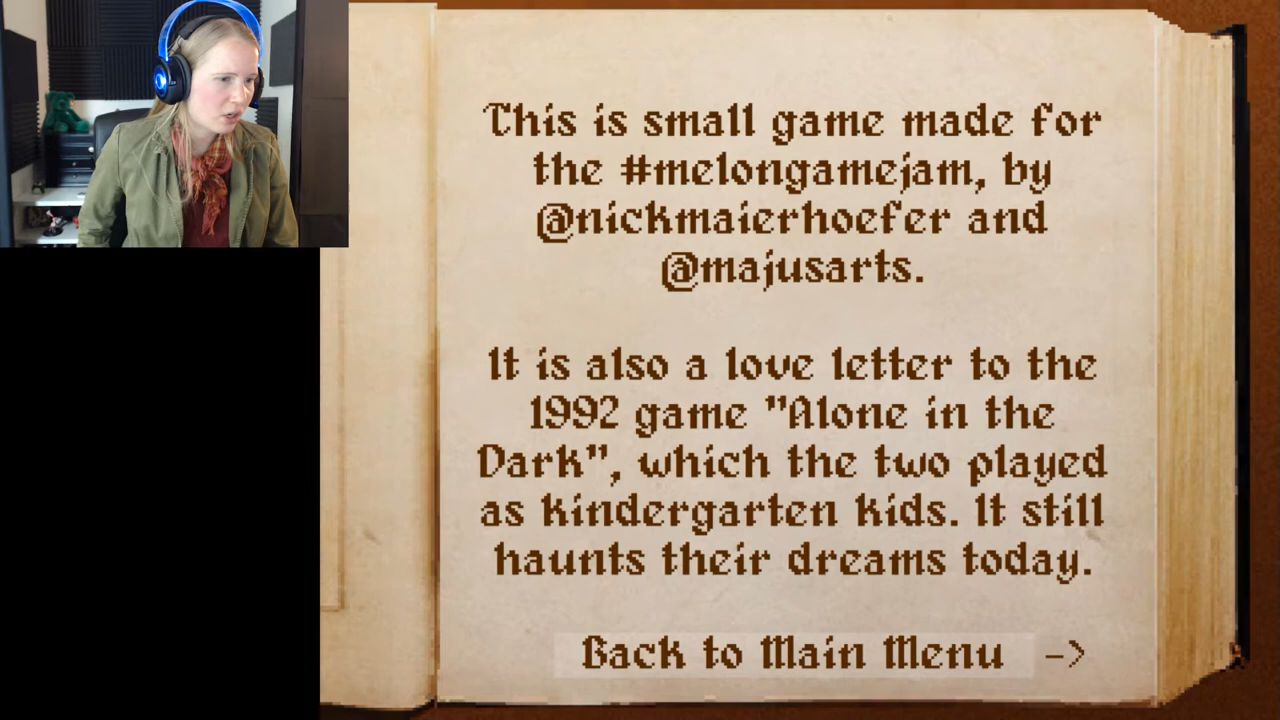 This is small game made for
the #melongamejam, by
@nickmaierhoefer and
@majusarts.
It is also a love letter to the
1992 game "Alone in the
Dark", which the two played
as kindergarten kids. It still
haunts their dreams today.
Back to Main Menu ->